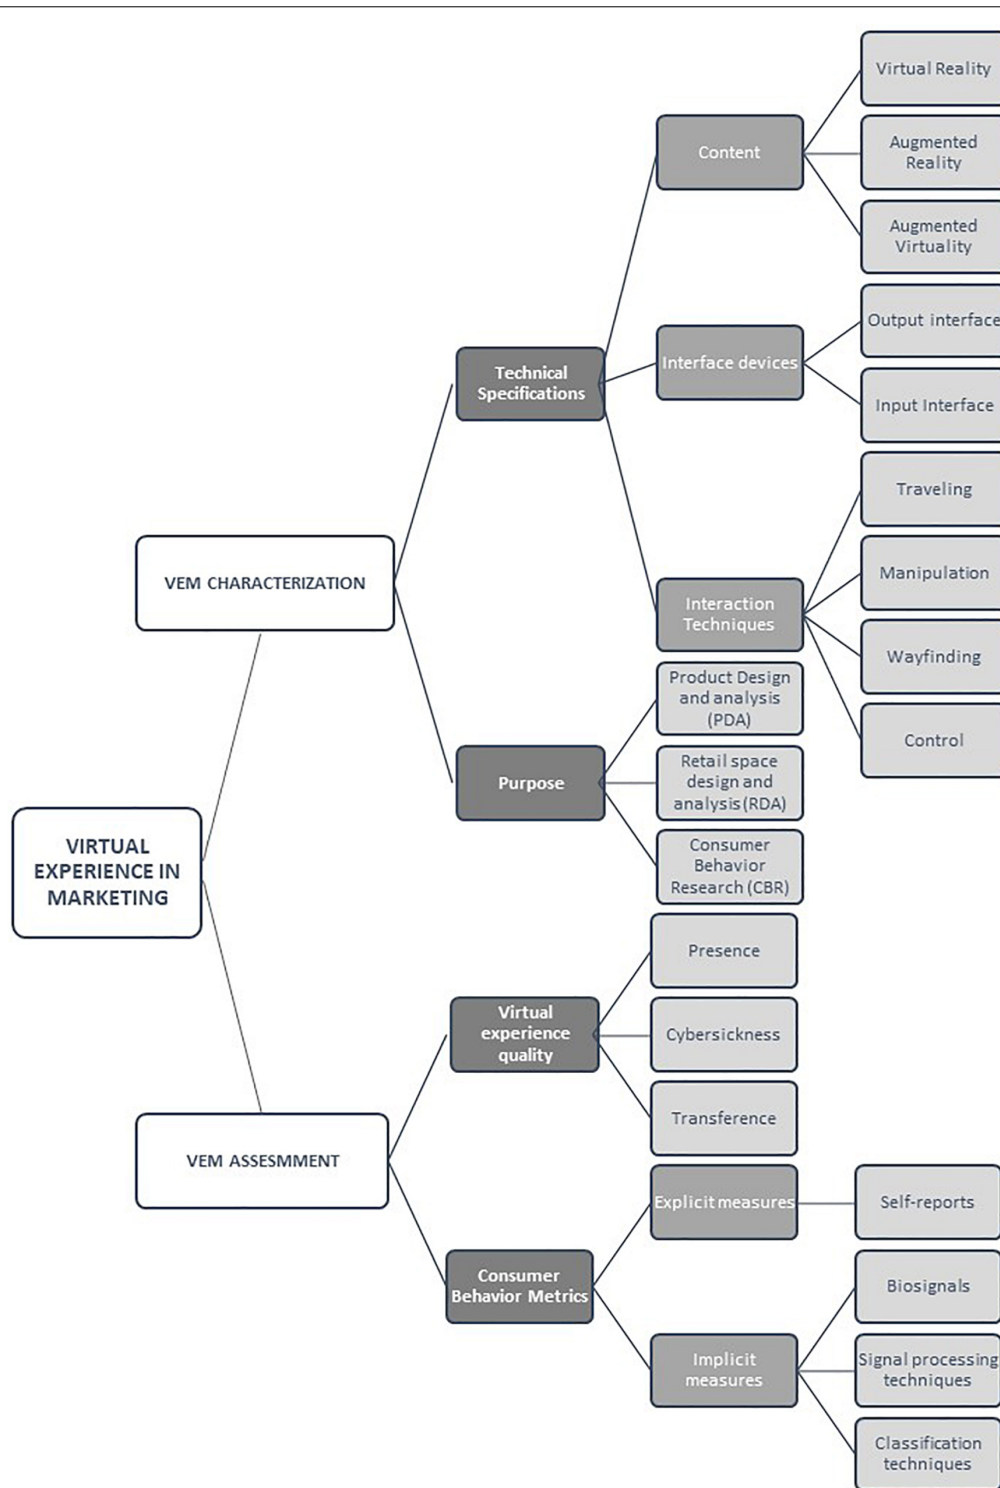 Virtual Reality
Content
Augmented
Reality
Augmented
Virtuality
Output interface
Technical
Specifications
Interface devices
Input Interface
Traveling
VEM CHARACTERIZATION
Manipulation
Interaction
Techniques
Wayfinding
Product Design
and analysis
(PDA)
Control
Purpose
Retail space
design and
analysis (RDA)
VIRTUAL
EXPERIENCE IN
MARKETING
Consumer
Behavior
Research (CBR)
Presence
Virtual
experience
quality
Cybersickness
Transference
VEM ASSESMMENT
Explicit measures
Self-reports
Consumer
Behavior Metrics
Biosignals
Implicit
measures
Signal processing
techniques
Classification
techniques